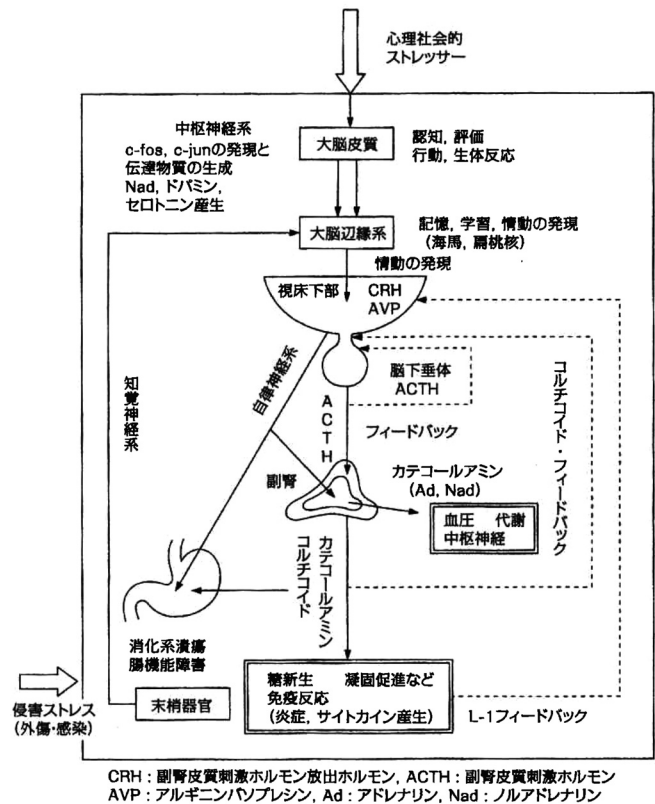 心理社会的
ストレッサー
中枢神経系
c-fos, c-junの発現と
伝達物質の生成
Nad, ドパミン,
セロトニン産生
大脳皮質
認知, 評価
行動, 生体反応
大脳辺縁系
記憶, 学習, 情動の発現
(海馬, 扁桃核)
情動の発現
視床下部
CRH
AVP
自律神経系
知覚神経系
脳下垂体
ACTH
ACTH
フィードバック
コルチコイド・フィードバック
副腎
カテコールアミン
(Ad, Nad)
血圧 代謝
中枢神経
カテコールアミン
コルチコイド
消化系潰瘍
腸機能障害
侵害ストレス
(外傷・感染)
末梢器官
糖新生 凝固促進など
免疫反応
(炎症, サイトカイン産生)
L-1フィードバック
CRH：副腎皮質刺激ホルモン放出ホルモン, ACTH：副腎皮質刺激ホルモン
AVP：アルギニンバソプレシン, Ad：アドレナリン, Nad：ノルアドレナリン